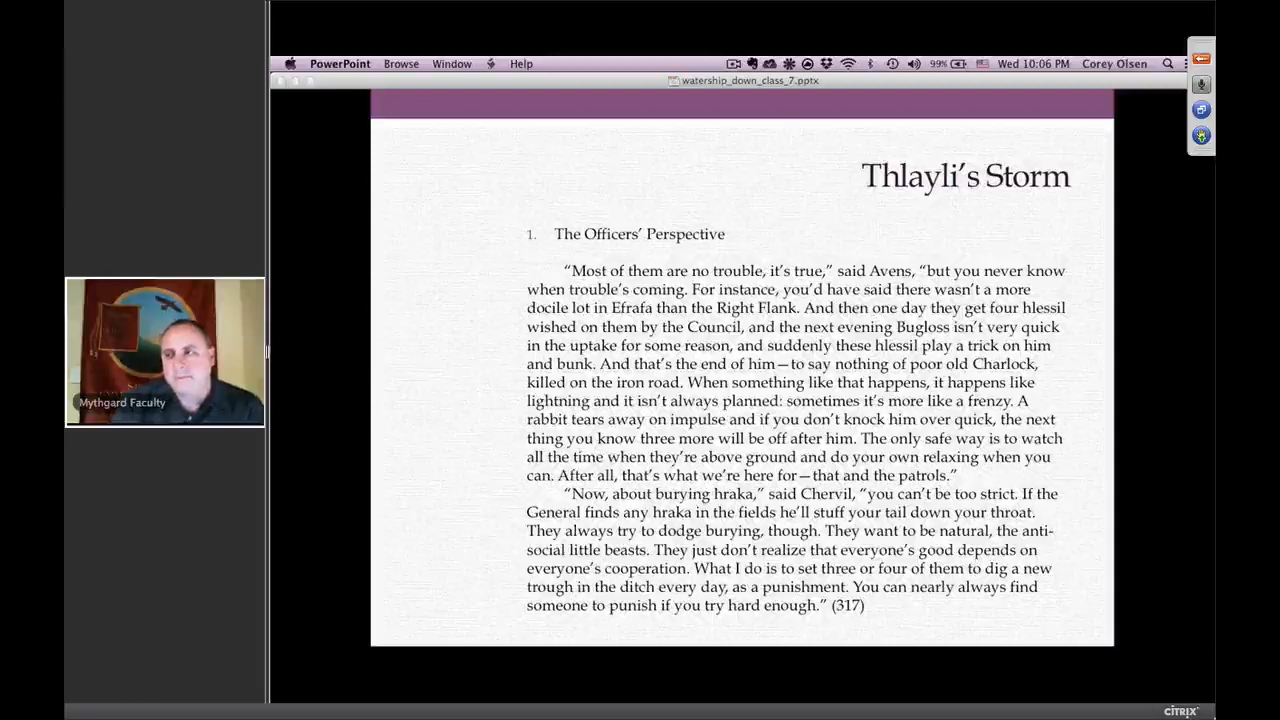 PowerPoint Browse Window Help 99% Wed 10:06 PM Corey Olsen
watership_down_class_7.pptx
Thlayli's Storm
1. The Officers' Perspective
“Most of them are no trouble, it's true,” said Avens, “but you never know
when trouble's coming. For instance, you'd have said there wasn't a more
docile lot in Efrafa than the Right Flank. And then one day they get four hlessil
wished on them by the Council, and the next evening Bugloss isn't very quick
in the uptake for some reason, and suddenly these hlessil play a trick on him
and bunk. And that's the end of him—to say nothing of poor old Charlock,
killed on the iron road. When something like that happens, it happens like
lightning and it isn't always planned: sometimes it's more like a frenzy. A
rabbit tears away on impulse and if you don't knock him over quick, the next
thing you know three more will be off after him. The only safe way is to watch
all the time when they're above ground and do your own relaxing when you
can. After all, that's what we're here for—that and the patrols.”
“Now, about burying hraka,” said Chervil, “you can't be too strict. If the
General finds any hraka in the fields he'll stuff your tail down your throat.
They always try to dodge burying, though. They want to be natural, the anti-
social little beasts. They just don't realize that everyone's good depends on
everyone's cooperation. What I do is to set three or four of them to dig a new
trough in the ditch every day, as a punishment. You can nearly always find
someone to punish if you try hard enough.” (317)
Mythgard Faculty
CITRIX